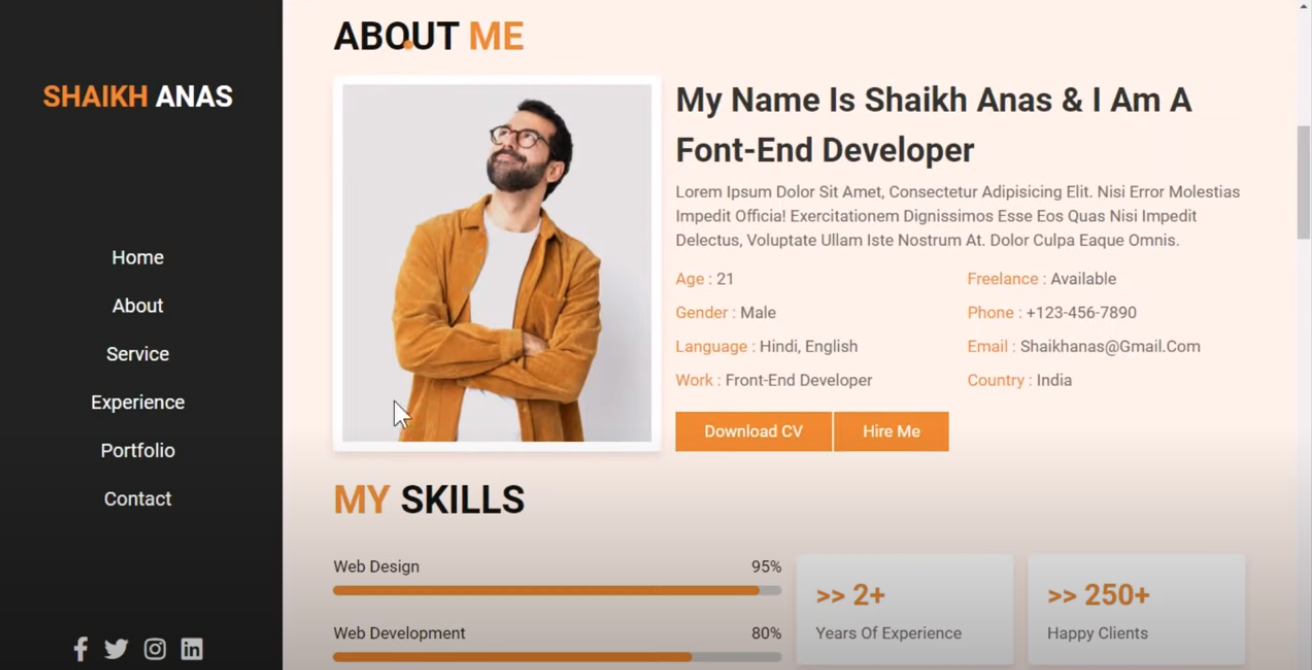 SHAIKH ANAS
Home
About
Service
Experience
Portfolio
Contact
ABOUT ME
My Name Is Shaikh Anas & I Am A
Font-End Developer
Lorem Ipsum Dolor Sit Amet, Consectetur Adipisicing Elit. Nisi Error Molestias
Impedit Official! Exercitationem Dignissimos Esse Eos Quas Nisi Impedit
Delectus, Voluptate Ullam Iste Nostrum At. Dolor Culpa Eaque Omnis.
Age : 21
Freelance : Available
Gender : Male
Phone : +123-456-7890
Language : Hindi, English
Email : Shaikhanas@Gmail.Com
Work : Front-End Developer
Country : India
Download CV
Hire Me
MY SKILLS
Web Design 95%
Web Development 80%
>> 2+
Years Of Experience
>> 250+
Happy Clients